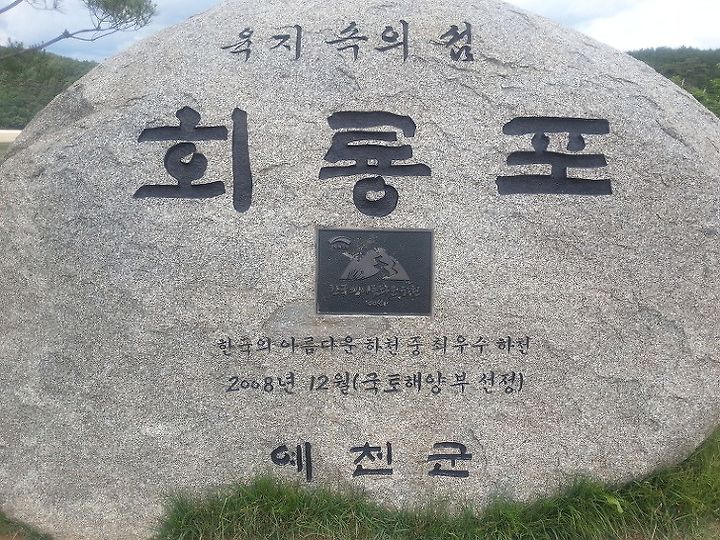 육지 속의 섬
회룡포
한국의 아름다운 하천 중 최우수 하천
2008년 12월(국토해양부 선정)
예천군